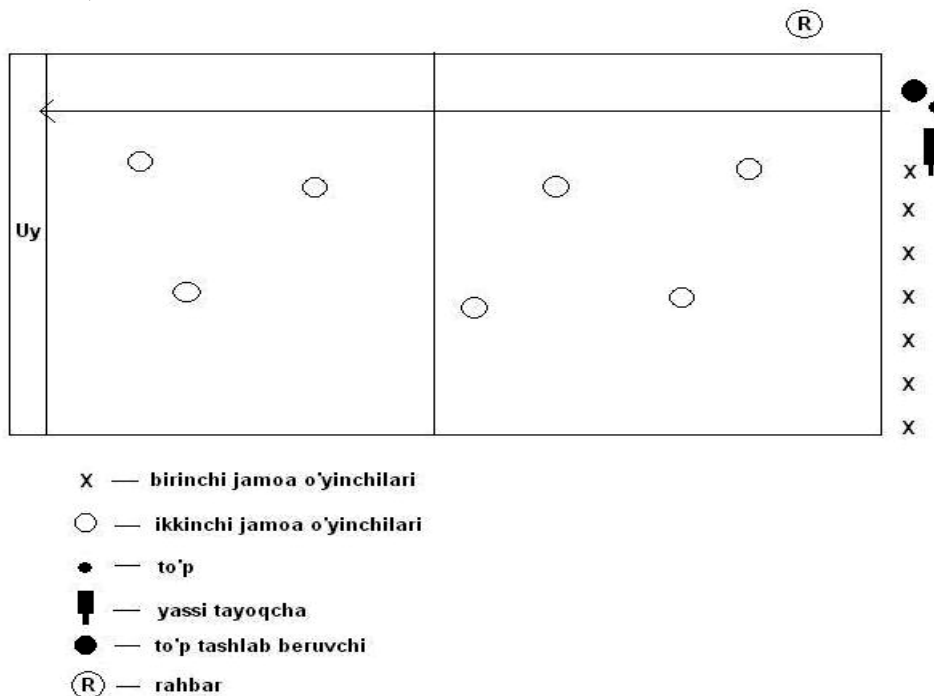 R
Uy
X
X
X
X
X
X
X
X — birinchi jamoa o'yinchilari
— ikkinchi jamoa o'yinchilari
— to'p
— yassi tayoqcha
— to'p tashlab beruvchi
R — rahbar